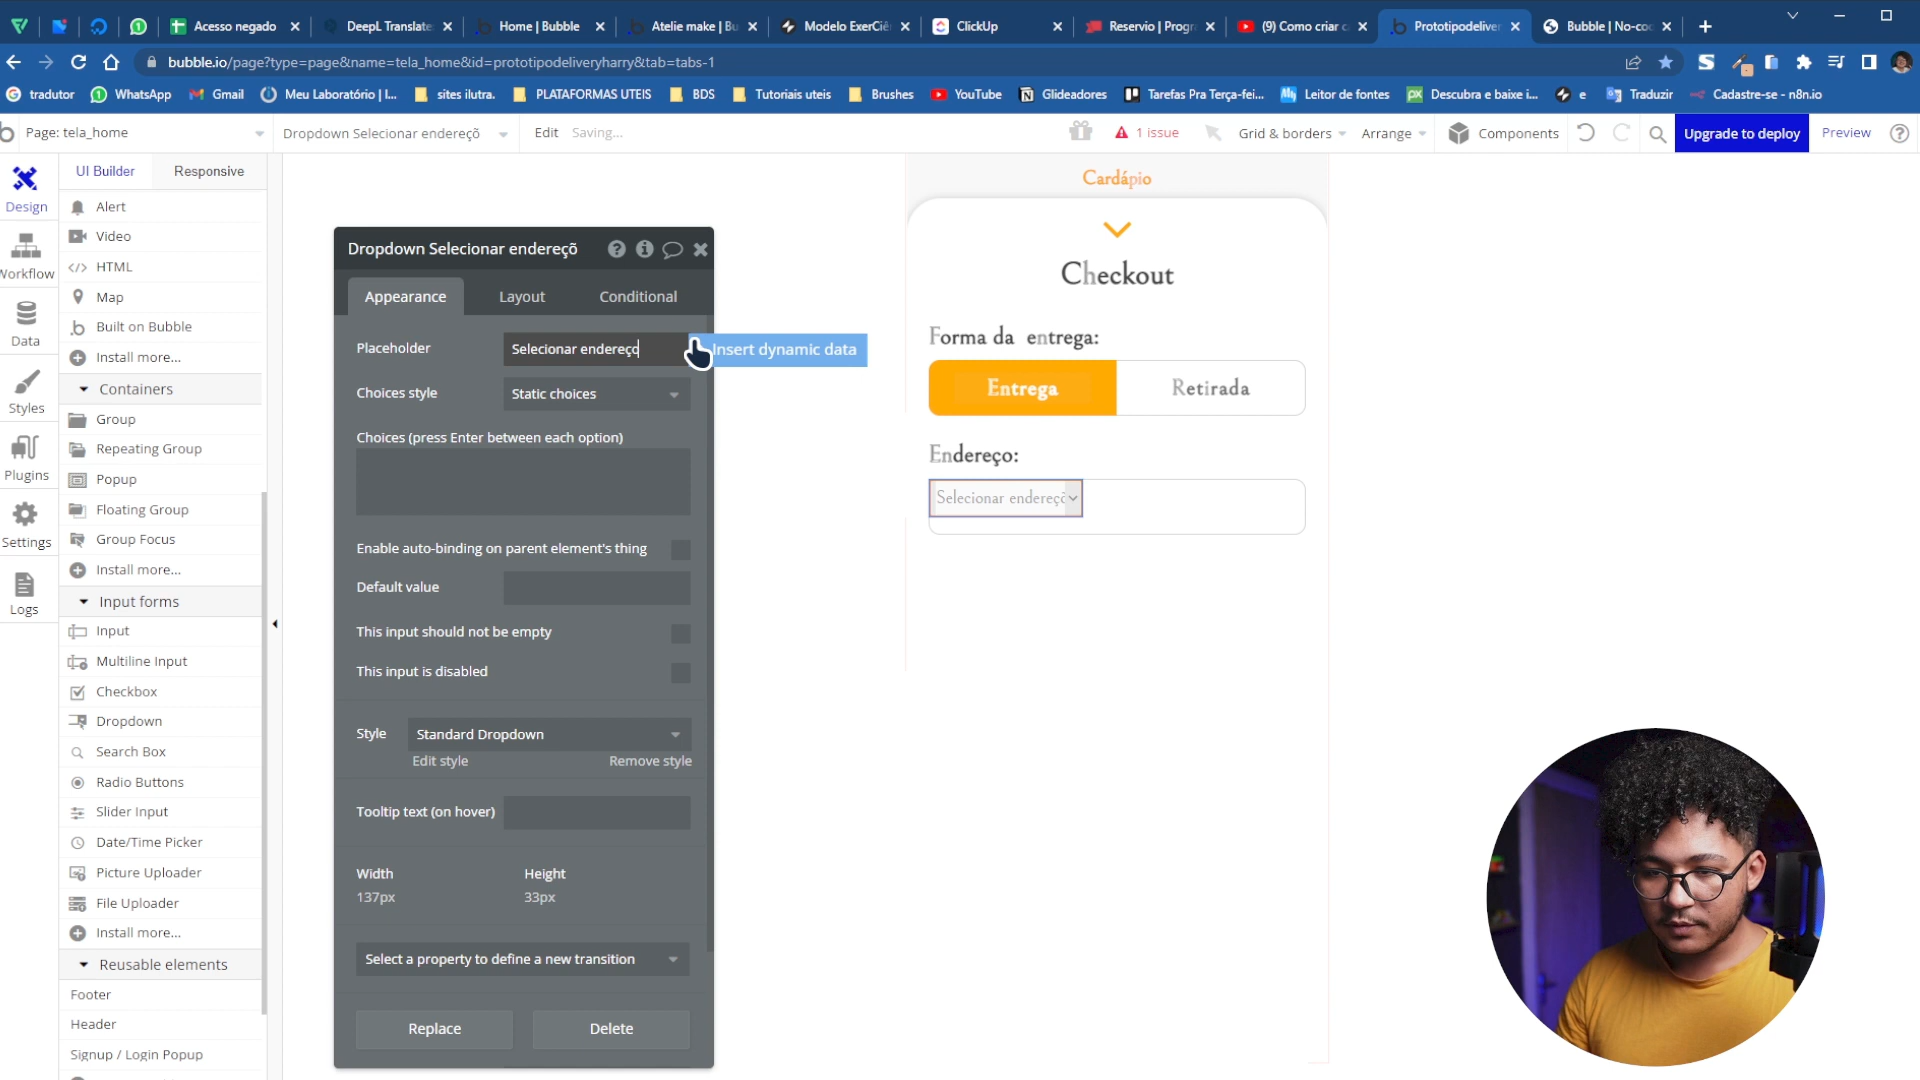 Acesso negado
DeepL Translate
Home | Bubble
Atelie make | Bu
Modelo ExerCiê
ClickUp
Reservio | Progr
(9) Como criar c
Prototipodeliver
Bubble | No-co
bubble.io/page?type=page&name=tela_home&id=prototipodeliveryharry&tab=tabs-1
tradutor
WhatsApp
Gmail
Meu Laboratório | I...
sites ilutra.
PLATAFORMAS UTEIS
BDS
Tutoriais uteis
Brushes
YouTube
Glideadores
Tarefas Pra Terça-fei...
Leitor de fontes
Descubra e baixe i...
e
Traduzir
Cadastre-se - n8n.io
Page: tela_home
Dropdown Selecionar endereçõ
Edit
Saving...
1 issue
Grid & borders
Arrange
Components
Upgrade to deploy
Preview
UI Builder
Responsive
Design
Workflow
Data
Styles
Plugins
Settings
Logs
Alert
Video
HTML
Map
Built on Bubble
Install more...
Containers
Group
Repeating Group
Popup
Floating Group
Group Focus
Install more...
Input forms
Input
Multiline Input
Checkbox
Dropdown
Search Box
Radio Buttons
Slider Input
Date/Time Picker
Picture Uploader
File Uploader
Install more...
Reusable elements
Footer
Header
Signup / Login Popup
Dropdown Selecionar endereçõ
Appearance
Layout
Conditional
Placeholder
Selecionar endereço
Insert dynamic data
Choices style
Static choices
Choices (press Enter between each option)
Enable auto-binding on parent element's thing
Default value
This input should not be empty
This input is disabled
Style
Standard Dropdown
Edit style
Remove style
Tooltip text (on hover)
Width
Height
137px
33px
Select a property to define a new transition
Replace
Delete
Cardápio
Checkout
Forma da entrega:
Entrega
Retirada
Endereço:
Selecionar endereçõ